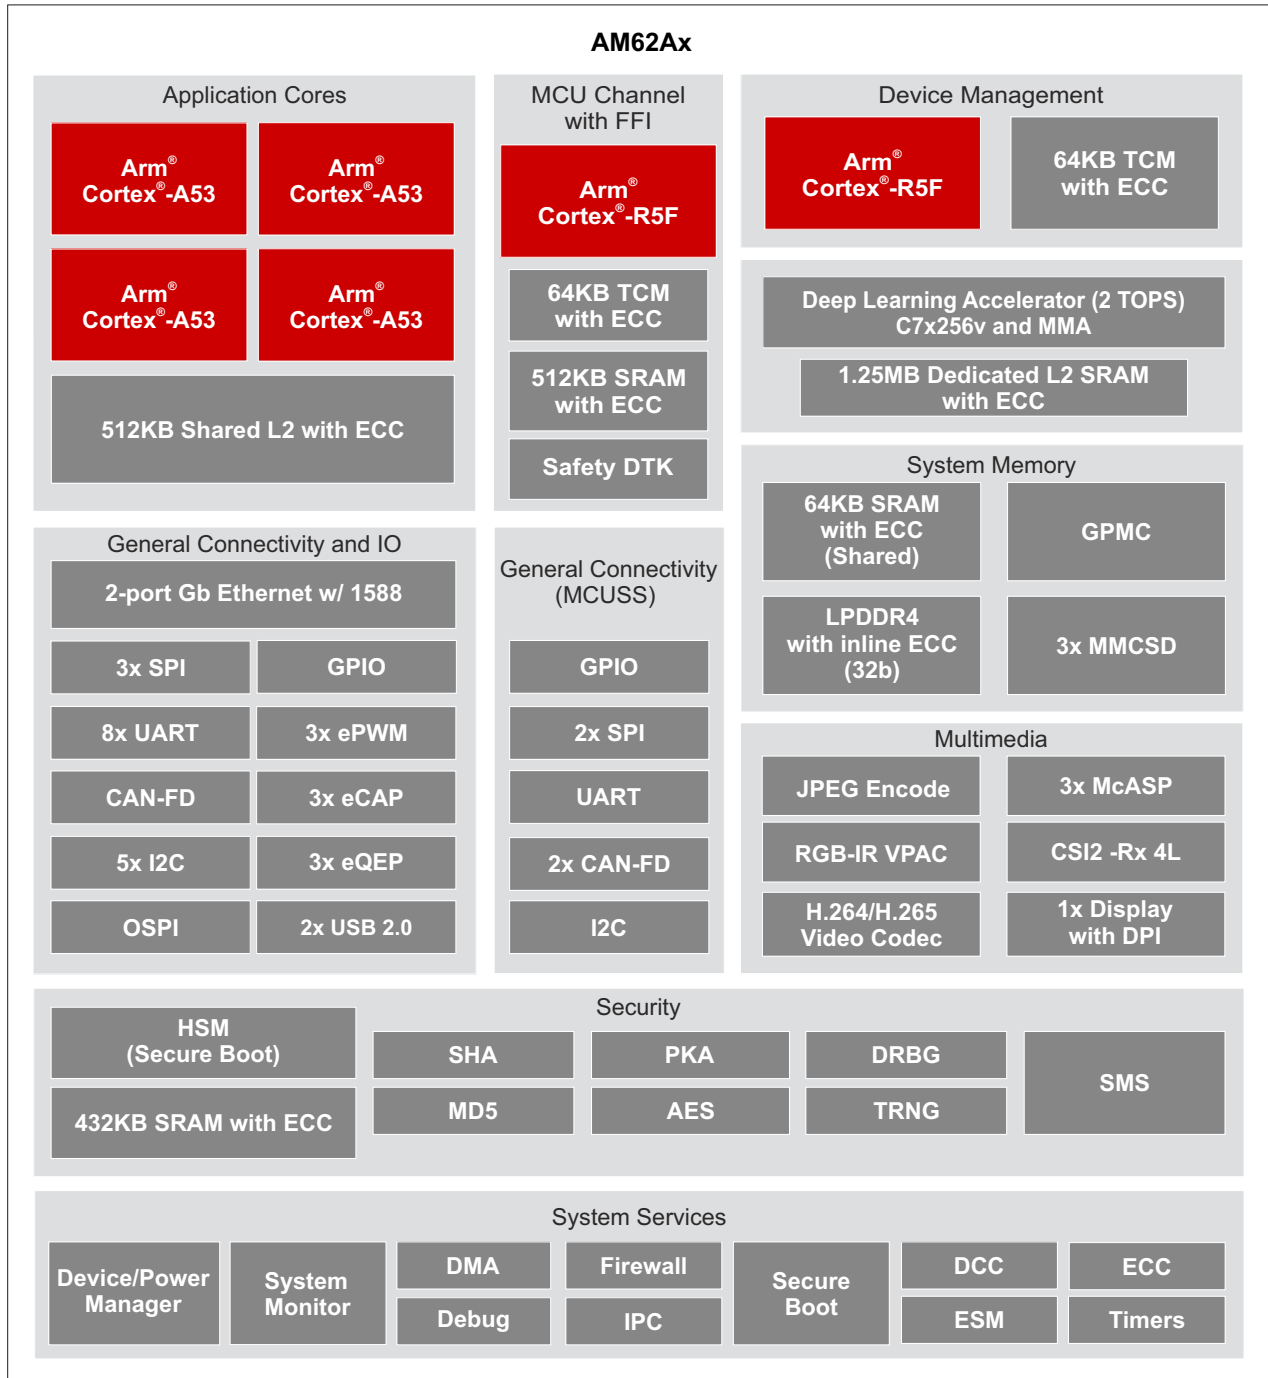 AM62Ax
Application Cores
Arm®
Cortex®-A53
Arm®
Cortex®-A53
Arm®
Cortex®-A53
Arm®
Cortex®-A53
512KB Shared L2 with ECC
MCU Channel
with FFI
Arm®
Cortex®-R5F
64KB TCM
with ECC
512KB SRAM
with ECC
Safety DTK
Device Management
Arm®
Cortex®-R5F
64KB TCM
with ECC
Deep Learning Accelerator (2 TOPS)
C7x256v and MMA
1.25MB Dedicated L2 SRAM
with ECC
System Memory
64KB SRAM
with ECC
(Shared)
GPMC
LPDDR4
with inline ECC
(32b)
3x MMCSD
General Connectivity and IO
2-port Gb Ethernet w/ 1588
3x SPI
GPIO
8x UART
3x ePWM
CAN-FD
3x eCAP
5x I2C
3x eQEP
OSPI
2x USB 2.0
General Connectivity
(MCUSS)
GPIO
2x SPI
UART
2x CAN-FD
I2C
Multimedia
JPEG Encode
3x McASP
RGB-IR VPAC
CSI2 -Rx 4L
H.264/H.265
Video Codec
1x Display
with DPI
Security
HSM
(Secure Boot)
432KB SRAM with ECC
SHA
PKA
DRBG
MD5
AES
TRNG
SMS
System Services
Device/Power
Manager
System
Monitor
DMA
Debug
Firewall
IPC
Secure
Boot
DCC
ESM
ECC
Timers